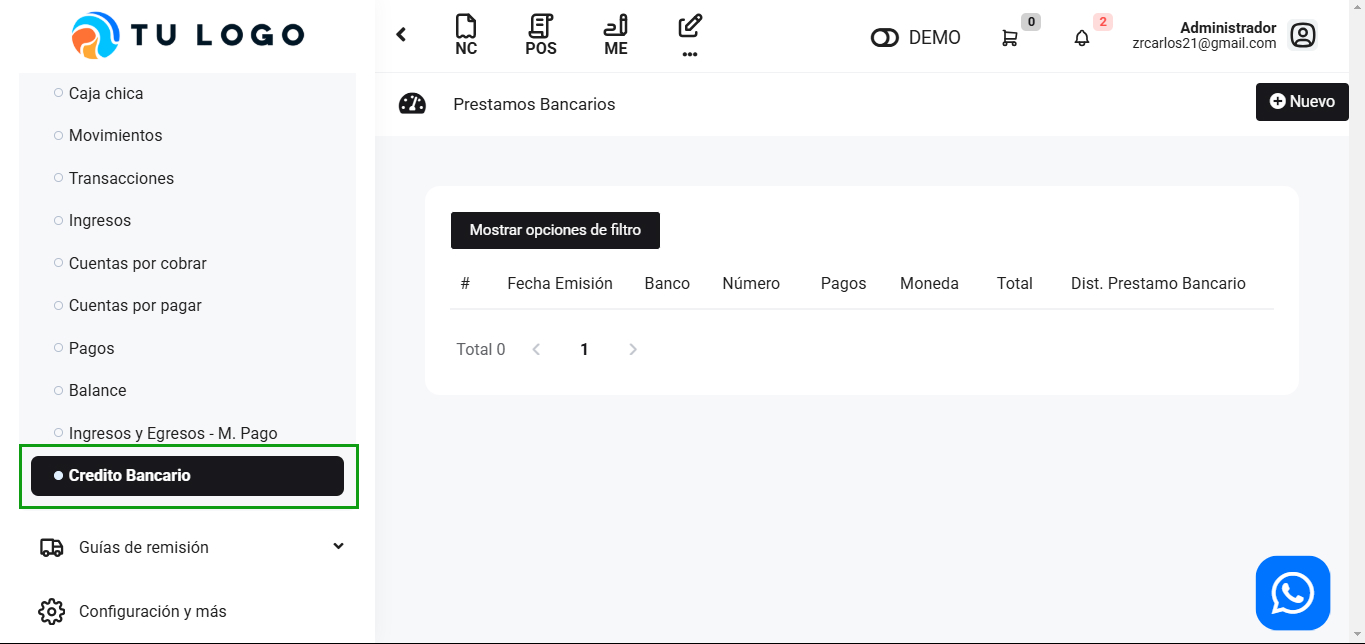 TU LOGO
Caja chica
Movimientos
Transacciones
Ingresos
Cuentas por cobrar
Cuentas por pagar
Pagos
Balance
Ingresos y Egresos - M. Pago
Credito Bancario
Guías de remisión
Configuración y más
NC POS ME ...
DEMO 0 2
Administrador
zrcarlos21@gmail.com
Prestamos Bancarios
Nuevo
Mostrar opciones de filtro
# Fecha Emisión Banco Número Pagos Moneda Total Dist. Prestamo Bancario
Total 0 1